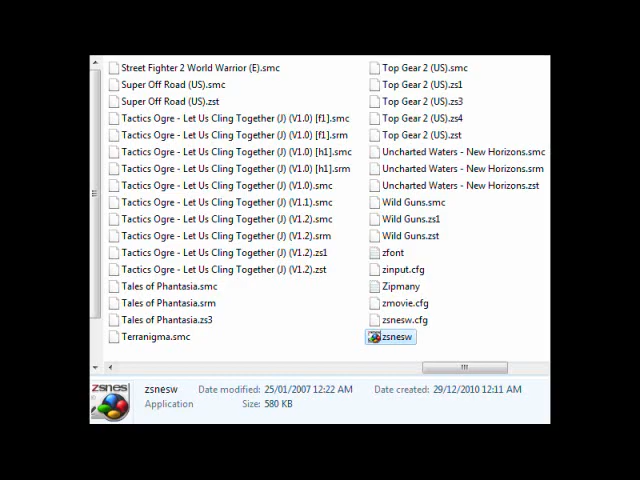 Street Fighter 2 World Warrior (E).smc
Super Off Road (US).smc
Super Off Road (US).zst
Tactics Ogre - Let Us Cling Together (J) (V1.0) [f1].smc
Tactics Ogre - Let Us Cling Together (J) (V1.0) [f1].srm
Tactics Ogre - Let Us Cling Together (J) (V1.0) [h1].smc
Tactics Ogre - Let Us Cling Together (J) (V1.0) [h1].srm
Tactics Ogre - Let Us Cling Together (J) (V1.0).smc
Tactics Ogre - Let Us Cling Together (J) (V1.1).smc
Tactics Ogre - Let Us Cling Together (J) (V1.2).smc
Tactics Ogre - Let Us Cling Together (J) (V1.2).srm
Tactics Ogre - Let Us Cling Together (J) (V1.2).zs1
Tactics Ogre - Let Us Cling Together (J) (V1.2).zst
Tales of Phantasia.smc
Tales of Phantasia.srm
Tales of Phantasia.zs3
Terranigma.smc
Top Gear 2 (US).smc
Top Gear 2 (US).zs1
Top Gear 2 (US).zs3
Top Gear 2 (US).zs4
Top Gear 2 (US).zst
Uncharted Waters - New Horizons.smc
Uncharted Waters - New Horizons.srm
Uncharted Waters - New Horizons.zst
Wild Guns.smc
Wild Guns.zs1
Wild Guns.zst
zfont
zinput.cfg
Zipmany
zmovie.cfg
zsnesw.cfg
zsnesw
zsnes
zsnesw Date modified: 25/01/2007 12:22 AM Date created: 29/12/2010 12:11 AM
Application Size: 580 KB